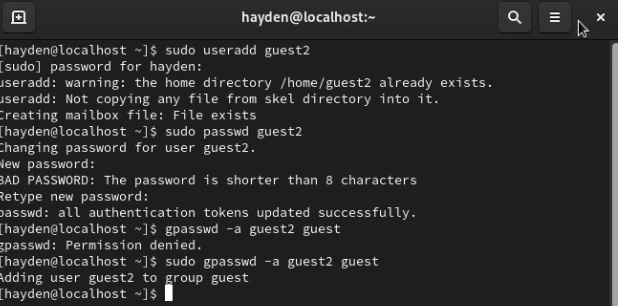 hayden@localhost:~
[hayden@localhost ~]$ sudo useradd guest2
[sudo] password for hayden:
useradd: warning: the home directory /home/guest2 already exists.
useradd: Not copying any file from skel directory into it.
Creating mailbox file: File exists
[hayden@localhost ~]$ sudo passwd guest2
Changing password for user guest2.
New password:
BAD PASSWORD: The password is shorter than 8 characters
Retype new password:
passwd: all authentication tokens updated successfully.
[hayden@localhost ~]$ gpasswd -a guest2 guest
gpasswd: Permission denied.
[hayden@localhost ~]$ sudo gpasswd -a guest2 guest
Adding user guest2 to group guest
[hayden@localhost ~]$